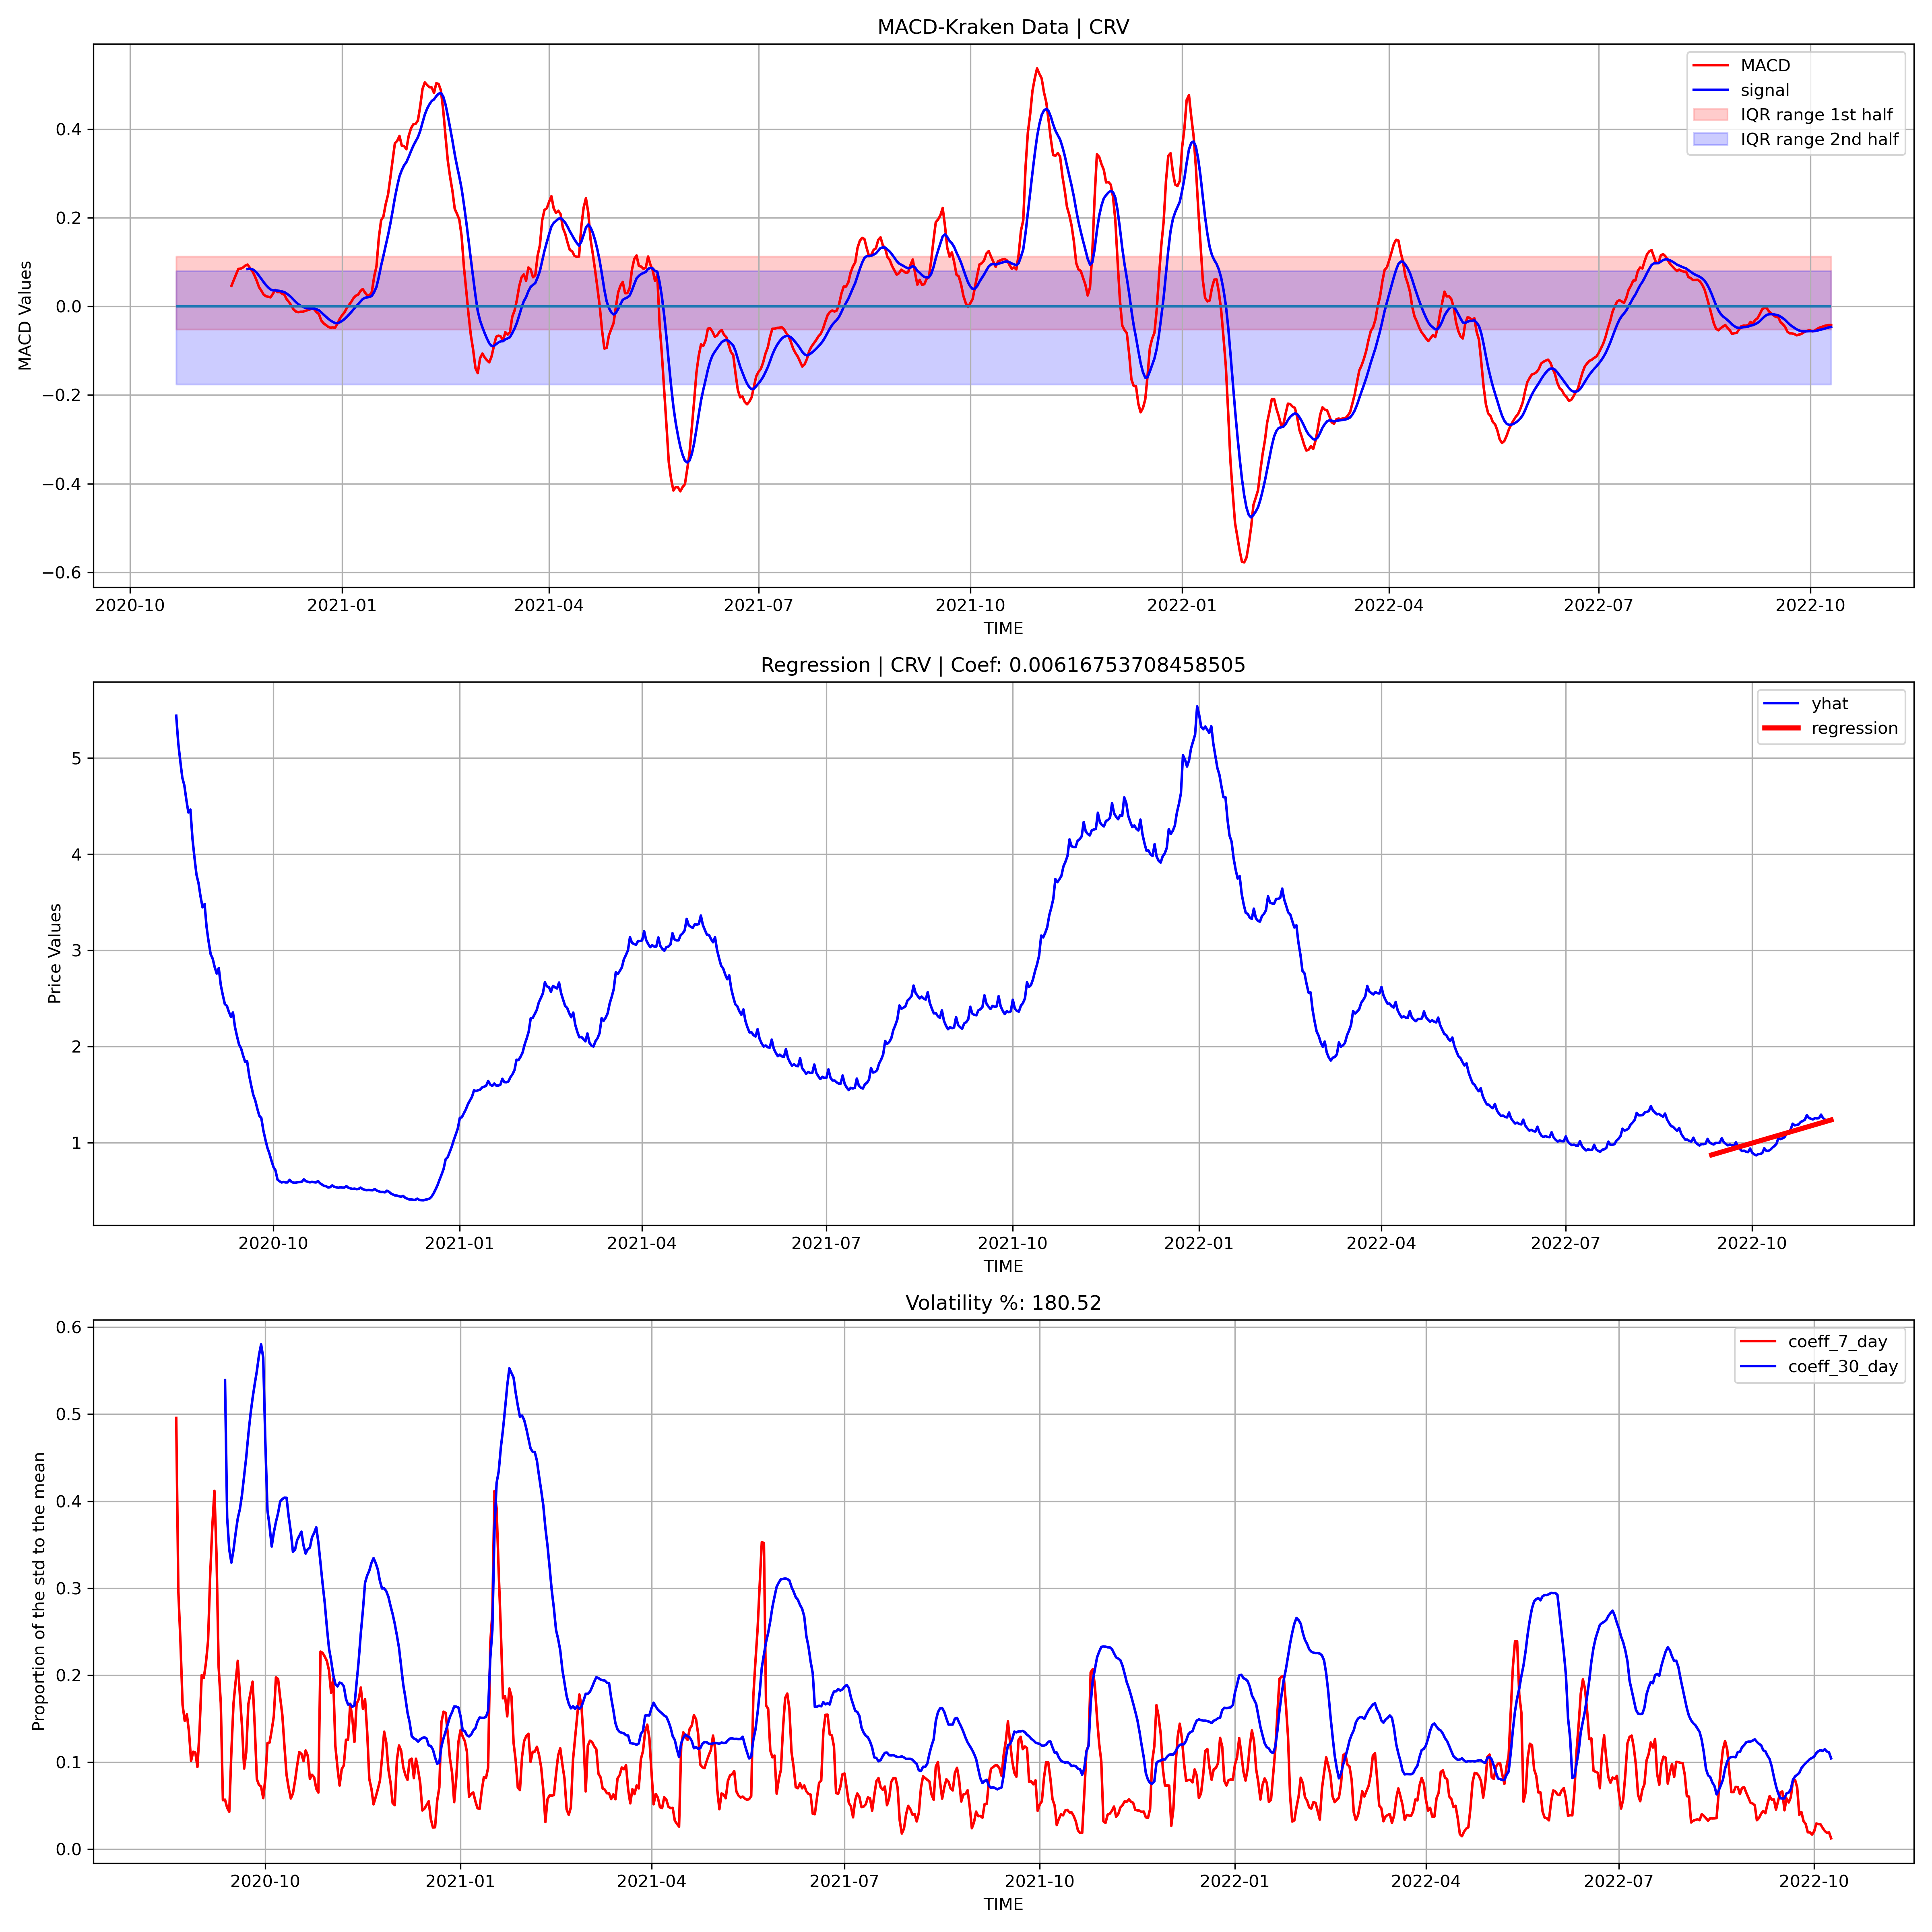 MACD-Kraken Data | CRV
MACD
signal
IQR range 1st half
IQR range 2nd half
MACD Values
0.4
0.2
0.0
−0.2
−0.4
−0.6
2020-10 2021-01 2021-04 2021-07 2021-10 2022-01 2022-04 2022-07 2022-10
TIME
Regression | CRV | Coef: 0.00616753708458505
yhat
regression
Price Values
5
4
3
2
1
2020-10 2021-01 2021-04 2021-07 2021-10 2022-01 2022-04 2022-07 2022-10
TIME
Volatility %: 180.52
coeff_7_day
coeff_30_day
Proportion of the std to the mean
0.6
0.5
0.4
0.3
0.2
0.1
0.0
2020-10 2021-01 2021-04 2021-07 2021-10 2022-01 2022-04 2022-07 2022-10
TIME